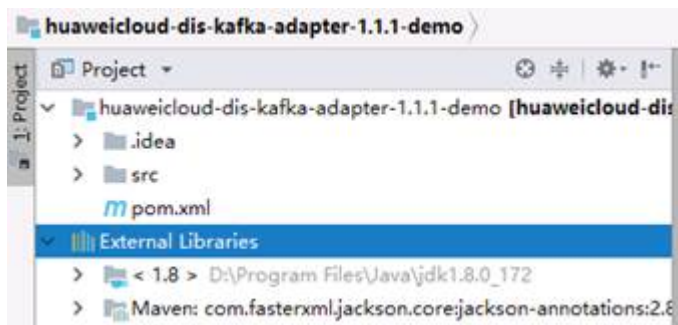 huaweicloud-dis-kafka-adapter-1.1.1-demo
1: Project
Project
huaweicloud-dis-kafka-adapter-1.1.1-demo [huaweicloud-dis
.idea
src
pom.xml
External Libraries
< 1.8 > D:\Program Files\Java\jdk1.8.0_172
Maven: com.fasterxml.jackson.core:jackson-annotations:2.8